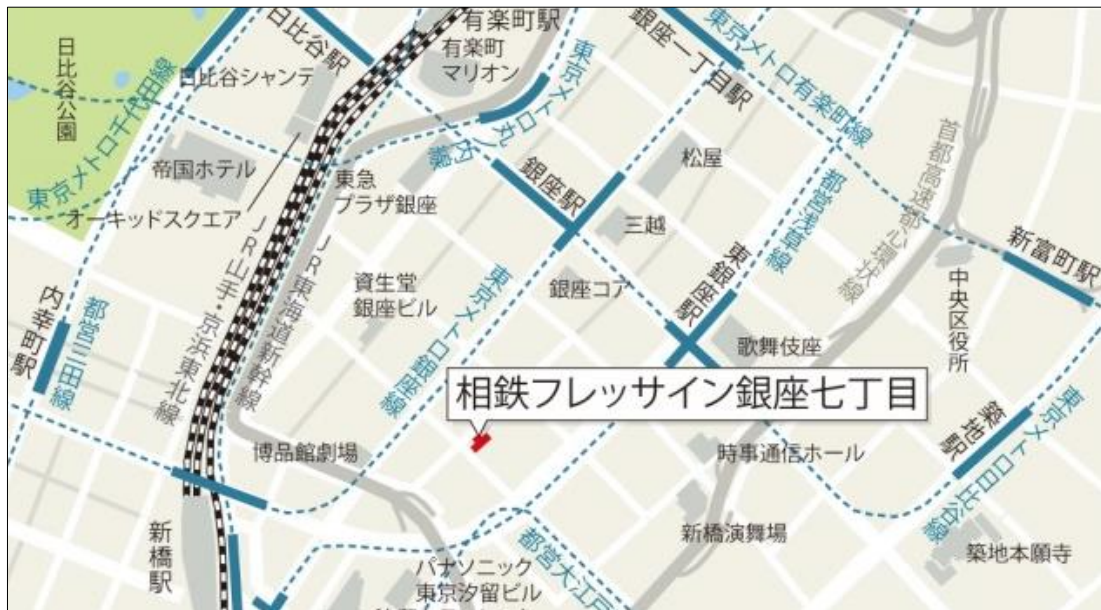 日比谷公園
日比谷駅
有楽町駅
有楽町
マリオン
日比谷シャンテ
東京メトロ千代田線
帝国ホテル
オーキッドスクエア
東急
プラザ銀座
東京メトロ丸ノ内線
銀座一丁目駅
東京メトロ有楽町線
松屋
銀座駅
三越
都営浅草線
首都高速都心環状線
新富町駅
中央区役所
東銀座駅
銀座コア
歌舞伎座
資生堂
銀座ビル
東京メトロ銀座線
JR東海道新幹線
JR山手・京浜東北線
内幸町駅
都営三田線
相鉄フレッサイン銀座七丁目
博品館劇場
時事通信ホール
築地駅
東京メトロ日比谷線
新橋演舞場
築地本願寺
新橋駅
都営大江戸
パナソニック
東京汐留ビル